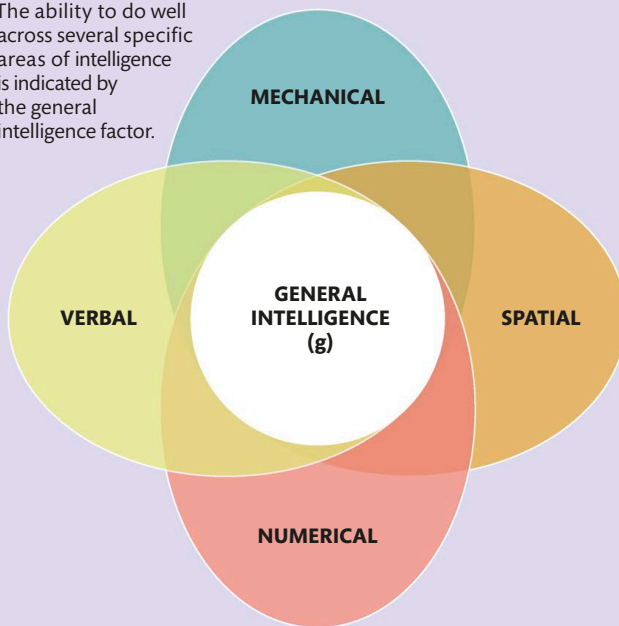 The ability to do well
across several specific
areas of intelligence
is indicated by
the general
intelligence factor.
MECHANICAL
VERBAL
GENERAL
INTELLIGENCE
(g)
SPATIAL
NUMERICAL